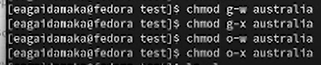 [eagaidamaka@fedora test]$ chmod g-w australia
[eagaidamaka@fedora test]$ chmod g-x australia
[eagaidamaka@fedora test]$ chmod o-w australia
[eagaidamaka@fedora test]$ chmod o-x australia